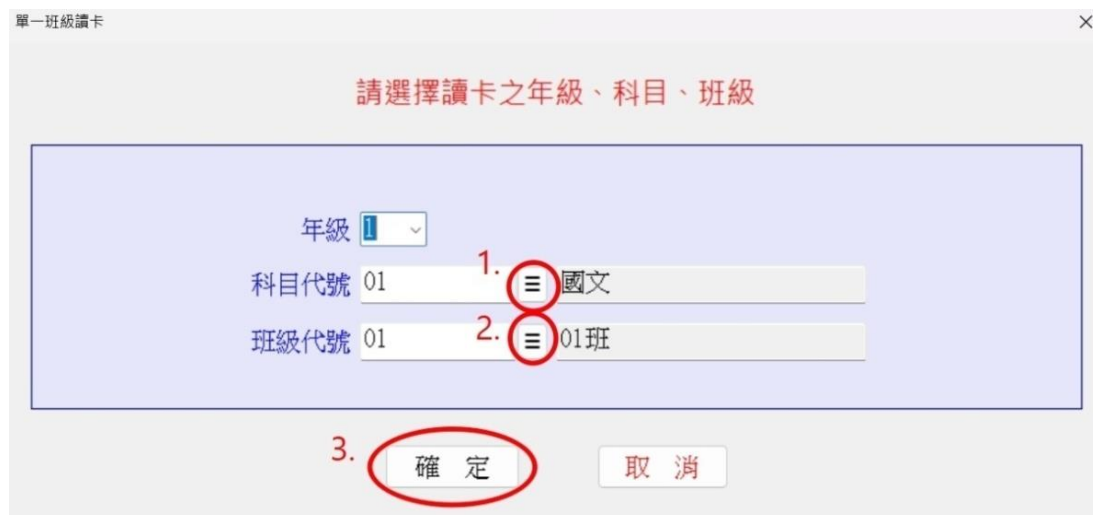 單一班級讀卡
請選擇讀卡之年級、科目、班級
年級 1
科目代號 01 1. 國文
班級代號 01 2. 01班
3. 確 定 取 消